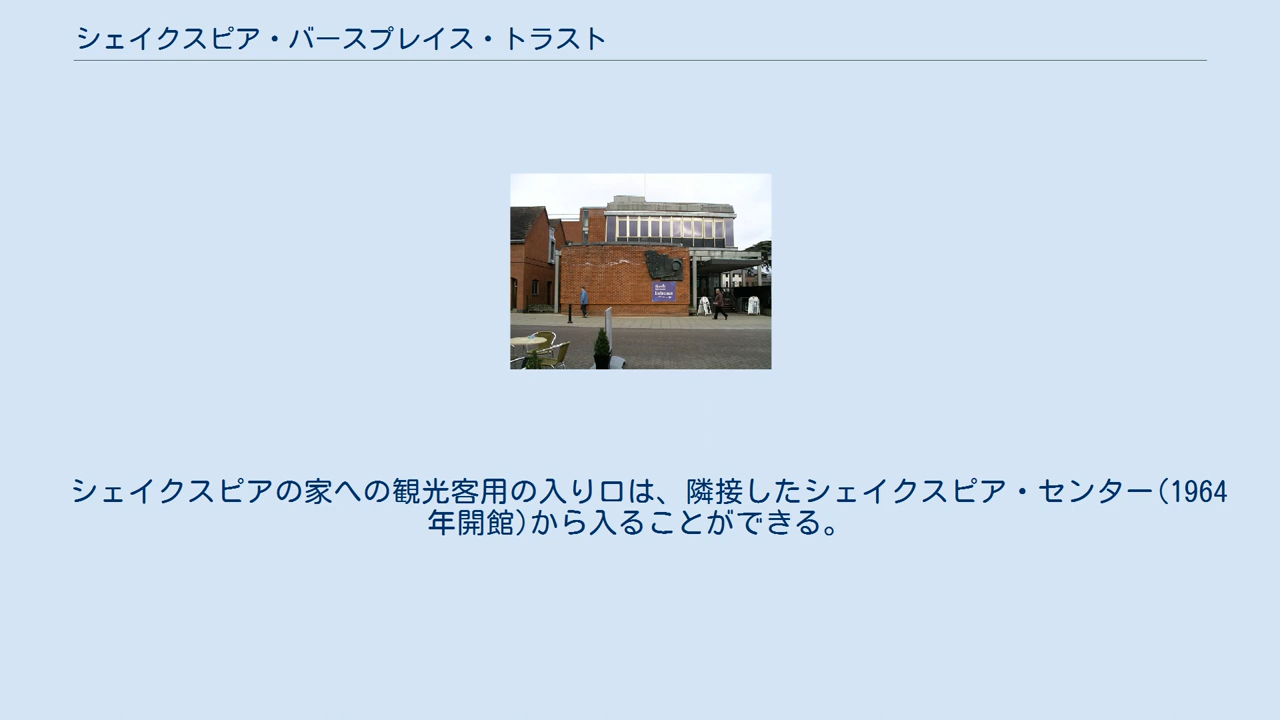 シェイクスピア・バースプレイス・トラスト
シェイクスピアの家への観光客用の入り口は、隣接したシェイクスピア・センター(1964
年開館)から入ることができる。